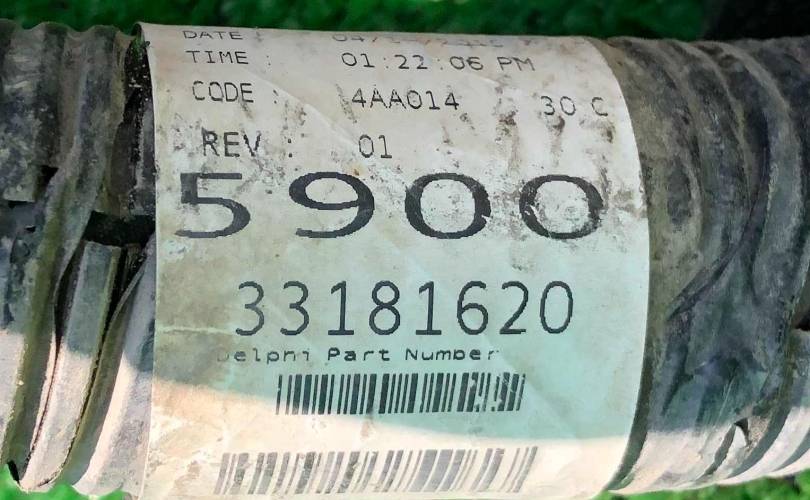 DATE :
TIME : 01:22:06 PM
CODE : 4AA014 30 C
REV : 01
5900
33181620
Delphi Part Number